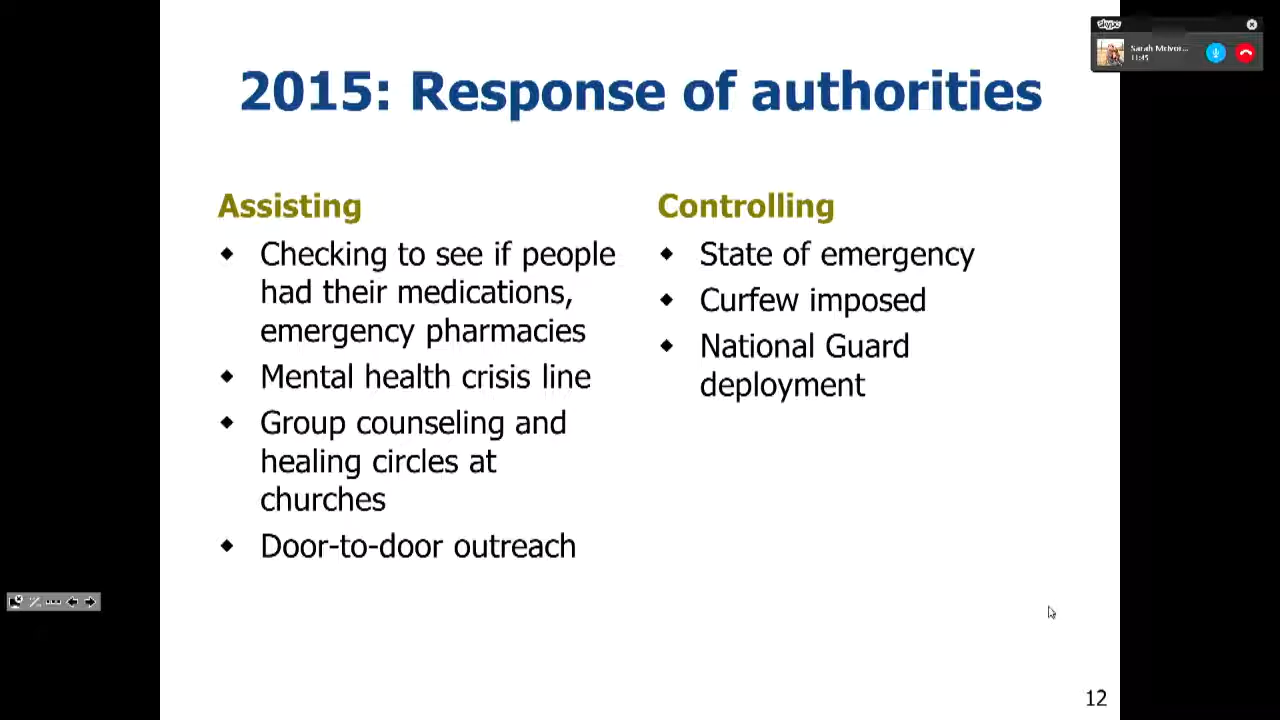 skype
2015: Response of authorities
Assisting
Checking to see if people
had their medications,
emergency pharmacies
Mental health crisis line
Group counseling and
healing circles at
churches
Door-to-door outreach
Controlling
State of emergency
Curfew imposed
National Guard
deployment
12